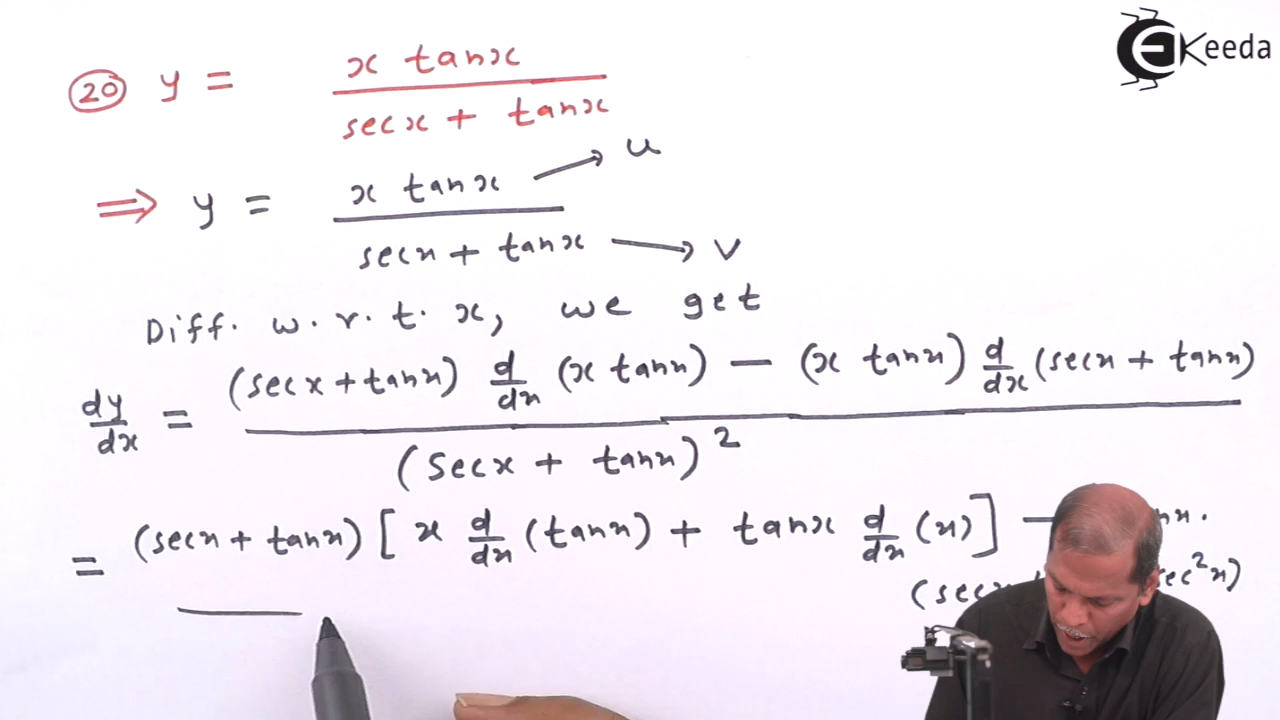 EKeeda
20 y = x tanx
secx + tanx
⇒ y = x tanx → u
secx + tanx → v
Diff. w.r.t. x, we get
dy/dx = (secx + tanx) d/dx (x tanx) - (x tanx) d/dx (secx + tanx)
(secx + tanx)²
= (secx + tanx) [x d/dx (tanx) + tanx d/dx (x)] -